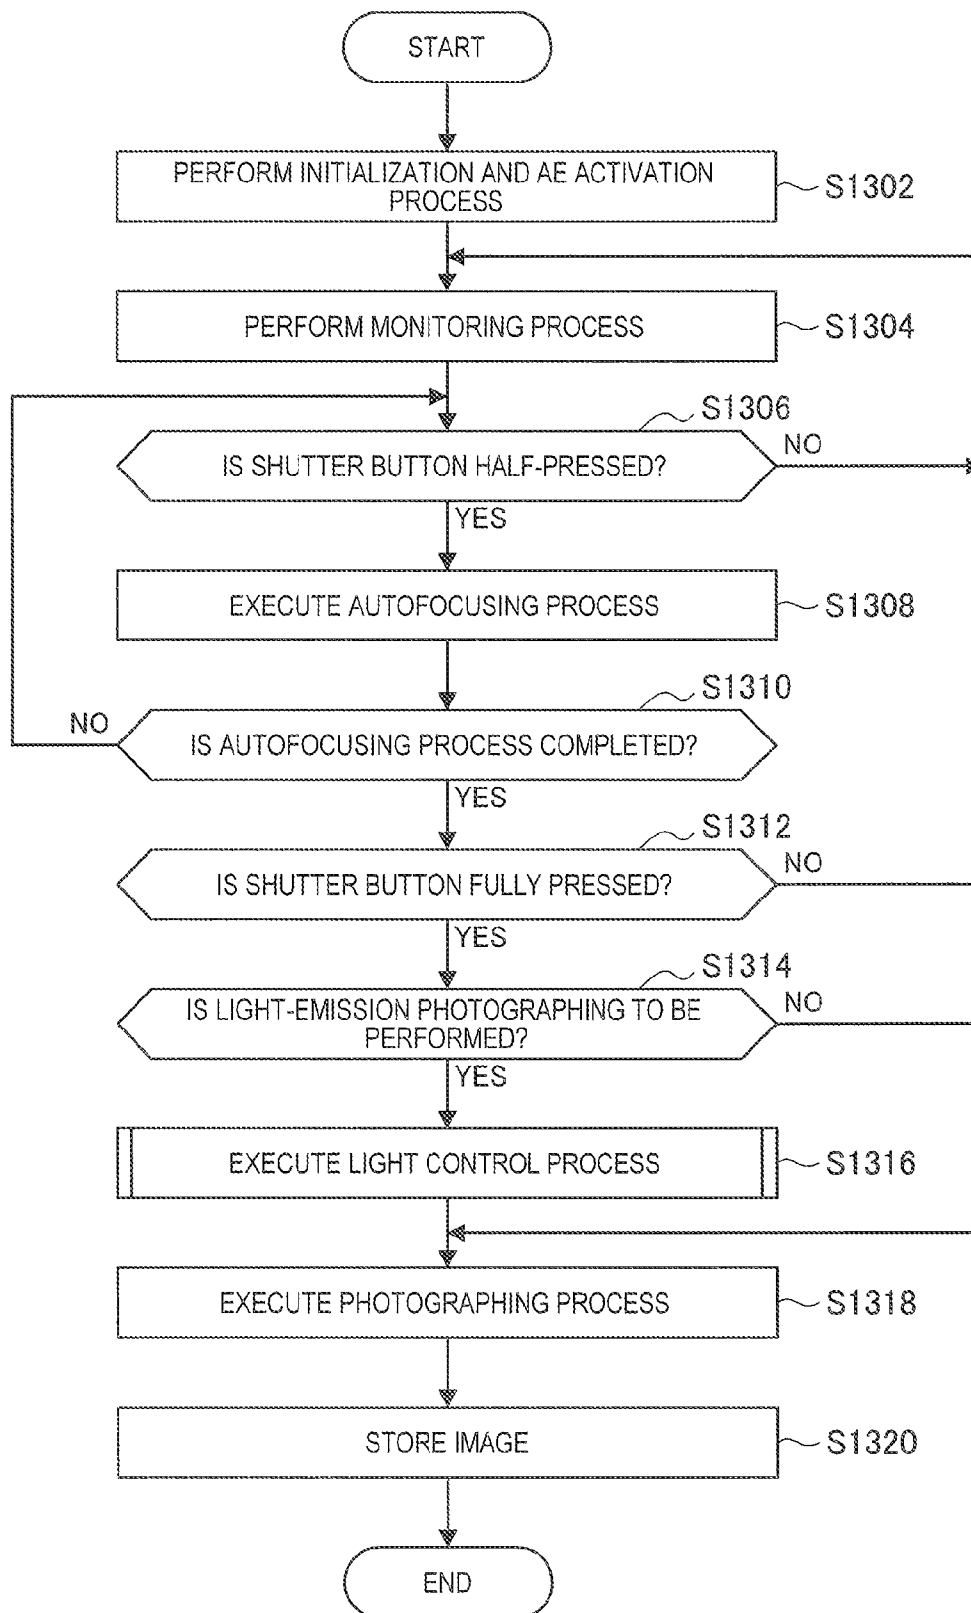 START
PERFORM INITIALIZATION AND AE ACTIVATION
PROCESS
S1302
PERFORM MONITORING PROCESS
S1304
S1306
IS SHUTTER BUTTON HALF-PRESSED?
NO
YES
EXECUTE AUTOFOCUSING PROCESS
S1308
S1310
NO
IS AUTOFOCUSING PROCESS COMPLETED?
YES
S1312
IS SHUTTER BUTTON FULLY PRESSED?
NO
YES
S1314
IS LIGHT-EMISSION PHOTOGRAPHING TO BE
PERFORMED?
NO
YES
EXECUTE LIGHT CONTROL PROCESS
S1316
EXECUTE PHOTOGRAPHING PROCESS
S1318
STORE IMAGE
S1320
END